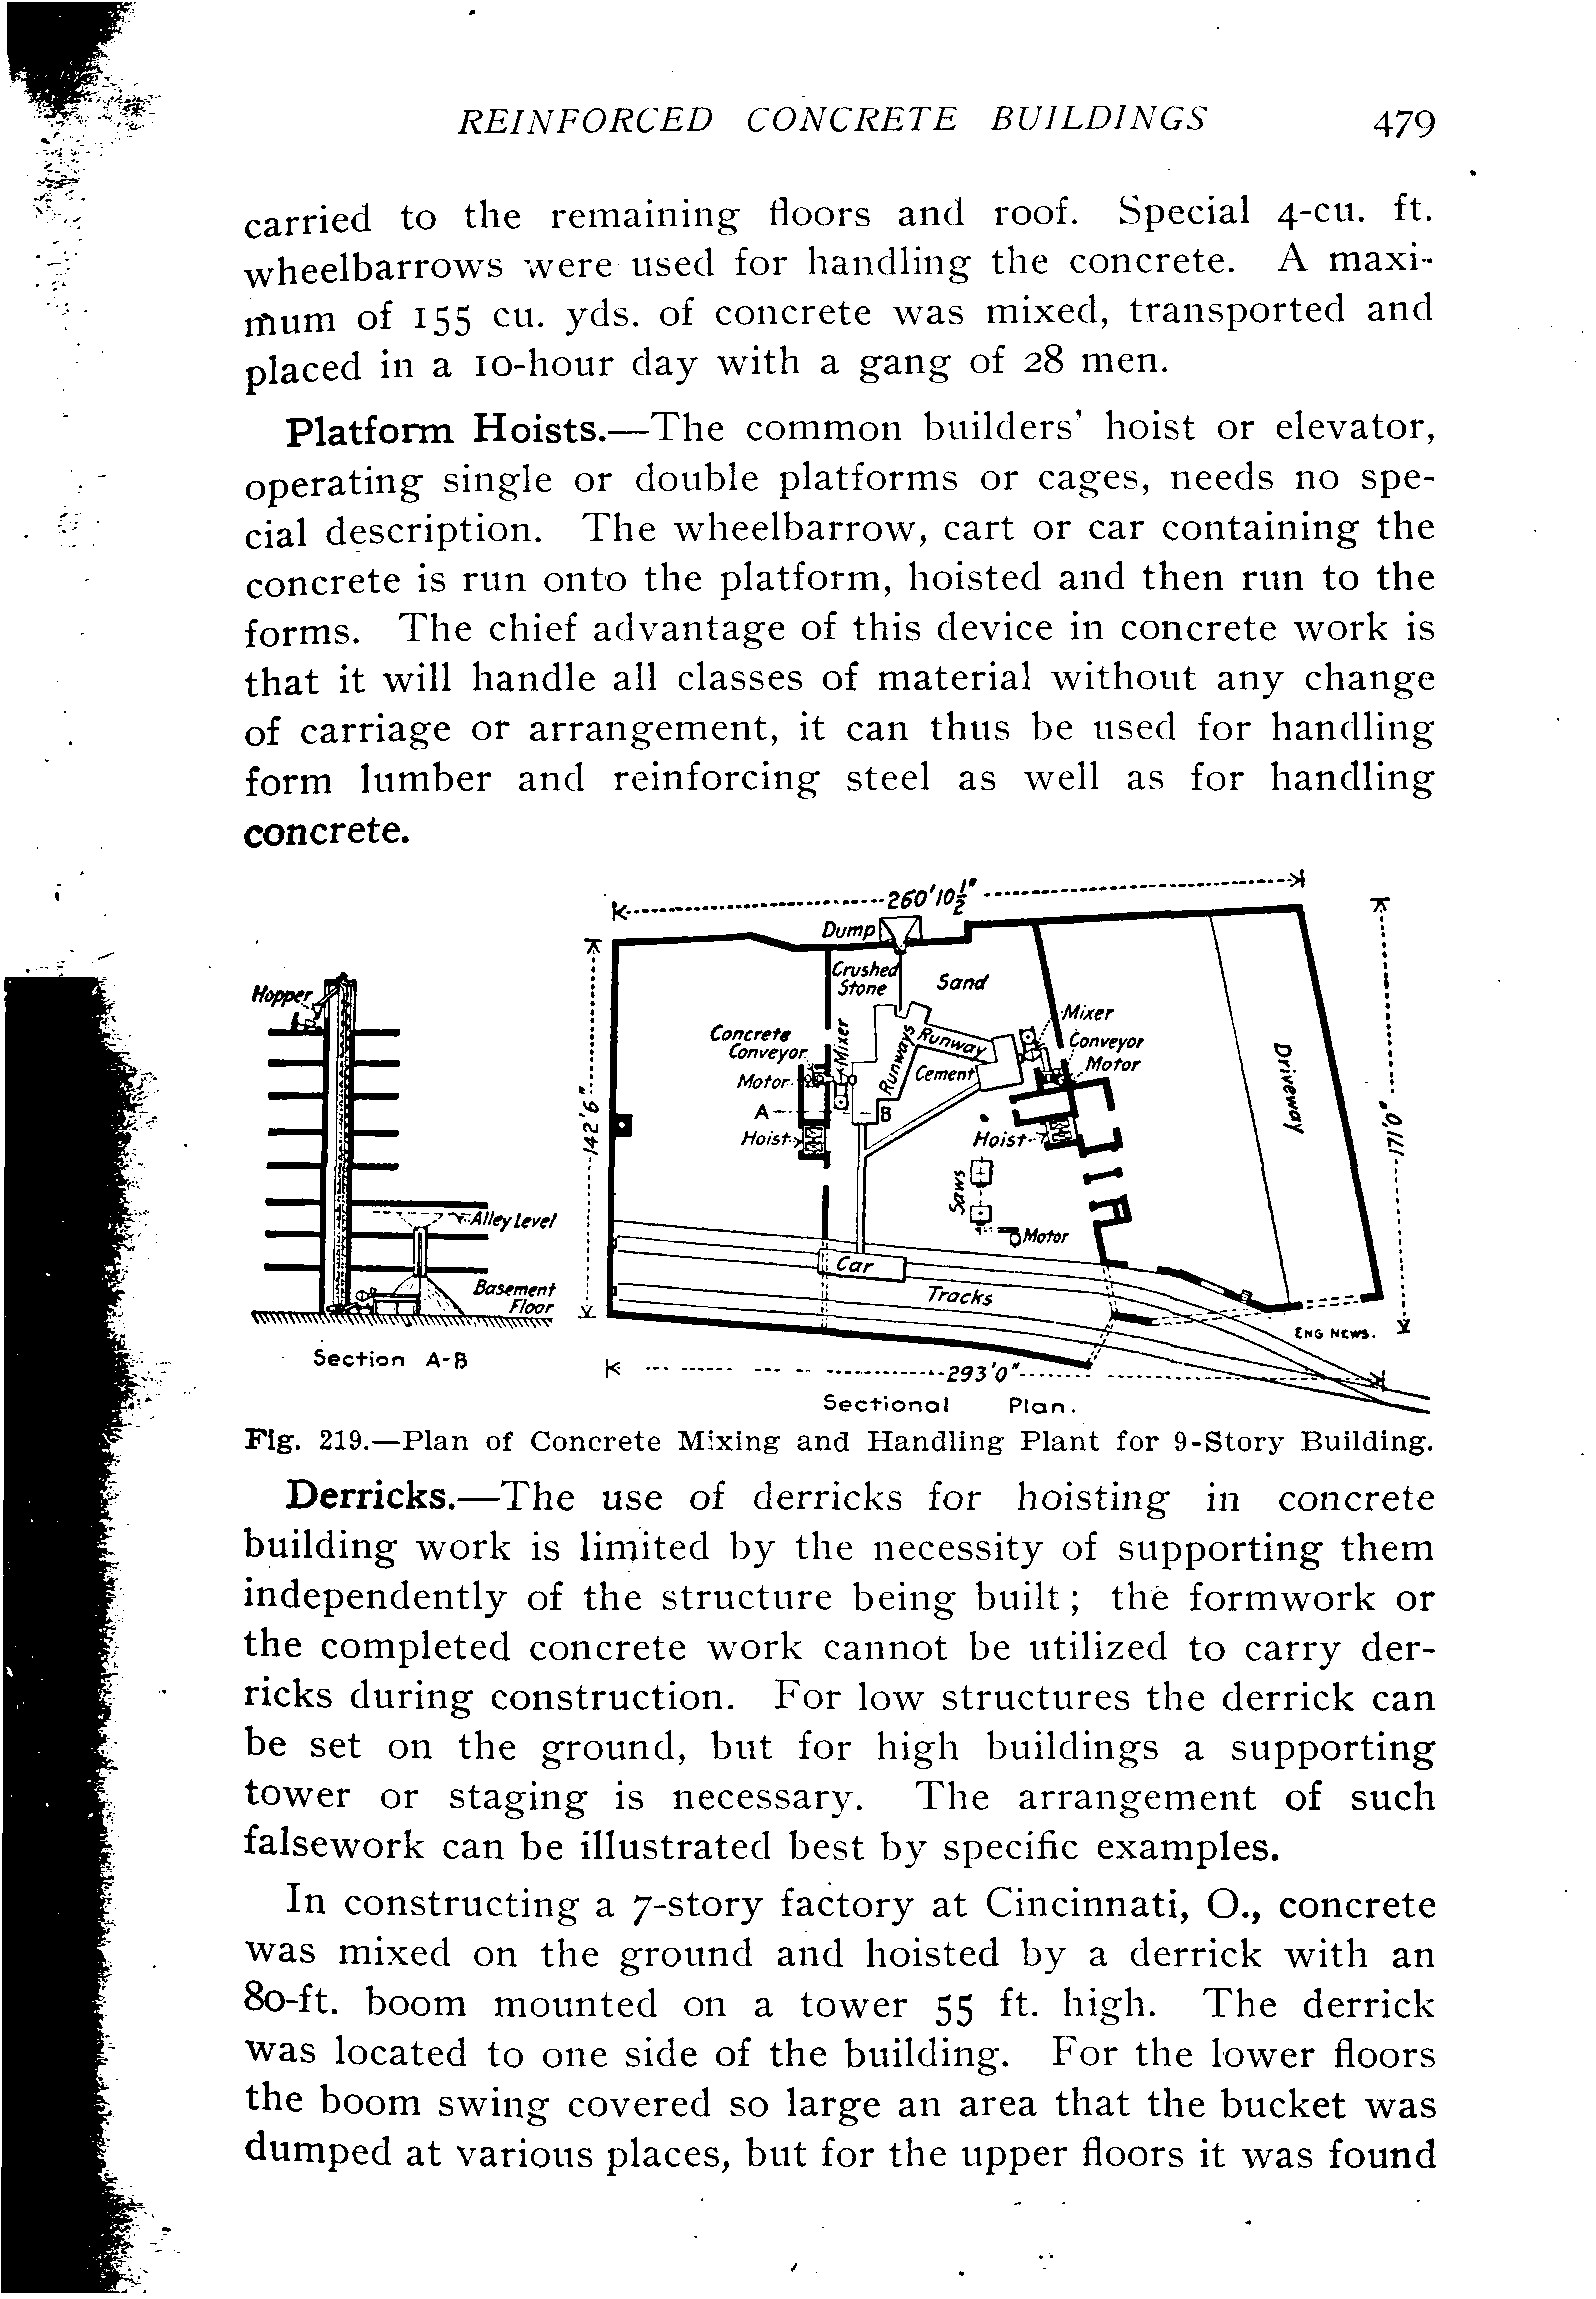 REINFORCED CONCRETE BUILDINGS 479
carried to the remaining floors and roof. Special 4-cu. ft.
wheelbarrows were used for handling the concrete. A maxi-
mum of 155 cu. yds. of concrete was mixed, transported and
placed in a 10-hour day with a gang of 28 men.
Platform Hoists.—The common builders' hoist or elevator,
operating single or double platforms or cages, needs no spe-
cial description. The wheelbarrow, cart or car containing the
concrete is run onto the platform, hoisted and then run to the
forms. The chief advantage of this device in concrete work is
that it will handle all classes of material without any change
of carriage or arrangement, it can thus be used for handling
form lumber and reinforcing steel as well as for handling
concrete.
260'10½"
Dump
Crushed
Stone
Sand
Hopper
Mixer
Concrete
Conveyor
Mixer
Runways
Runway
Conveyor
Motor
Motor
Cement
Driveway
A
B
Hoist
Hoist
142'6"
171'0"
Saws
Alley Level
Motor
Car
Basement
Floor
Tracks
ENG NEWS.
Section A-B
293'0"
Sectional Plan.
Fig. 219.—Plan of Concrete Mixing and Handling Plant for 9-Story Building.
Derricks.—The use of derricks for hoisting in concrete
building work is limited by the necessity of supporting them
independently of the structure being built; the formwork or
the completed concrete work cannot be utilized to carry der-
ricks during construction. For low structures the derrick can
be set on the ground, but for high buildings a supporting
tower or staging is necessary. The arrangement of such
falsework can be illustrated best by specific examples.
In constructing a 7-story factory at Cincinnati, O., concrete
was mixed on the ground and hoisted by a derrick with an
80-ft. boom mounted on a tower 55 ft. high. The derrick
was located to one side of the building. For the lower floors
the boom swing covered so large an area that the bucket was
dumped at various places, but for the upper floors it was found